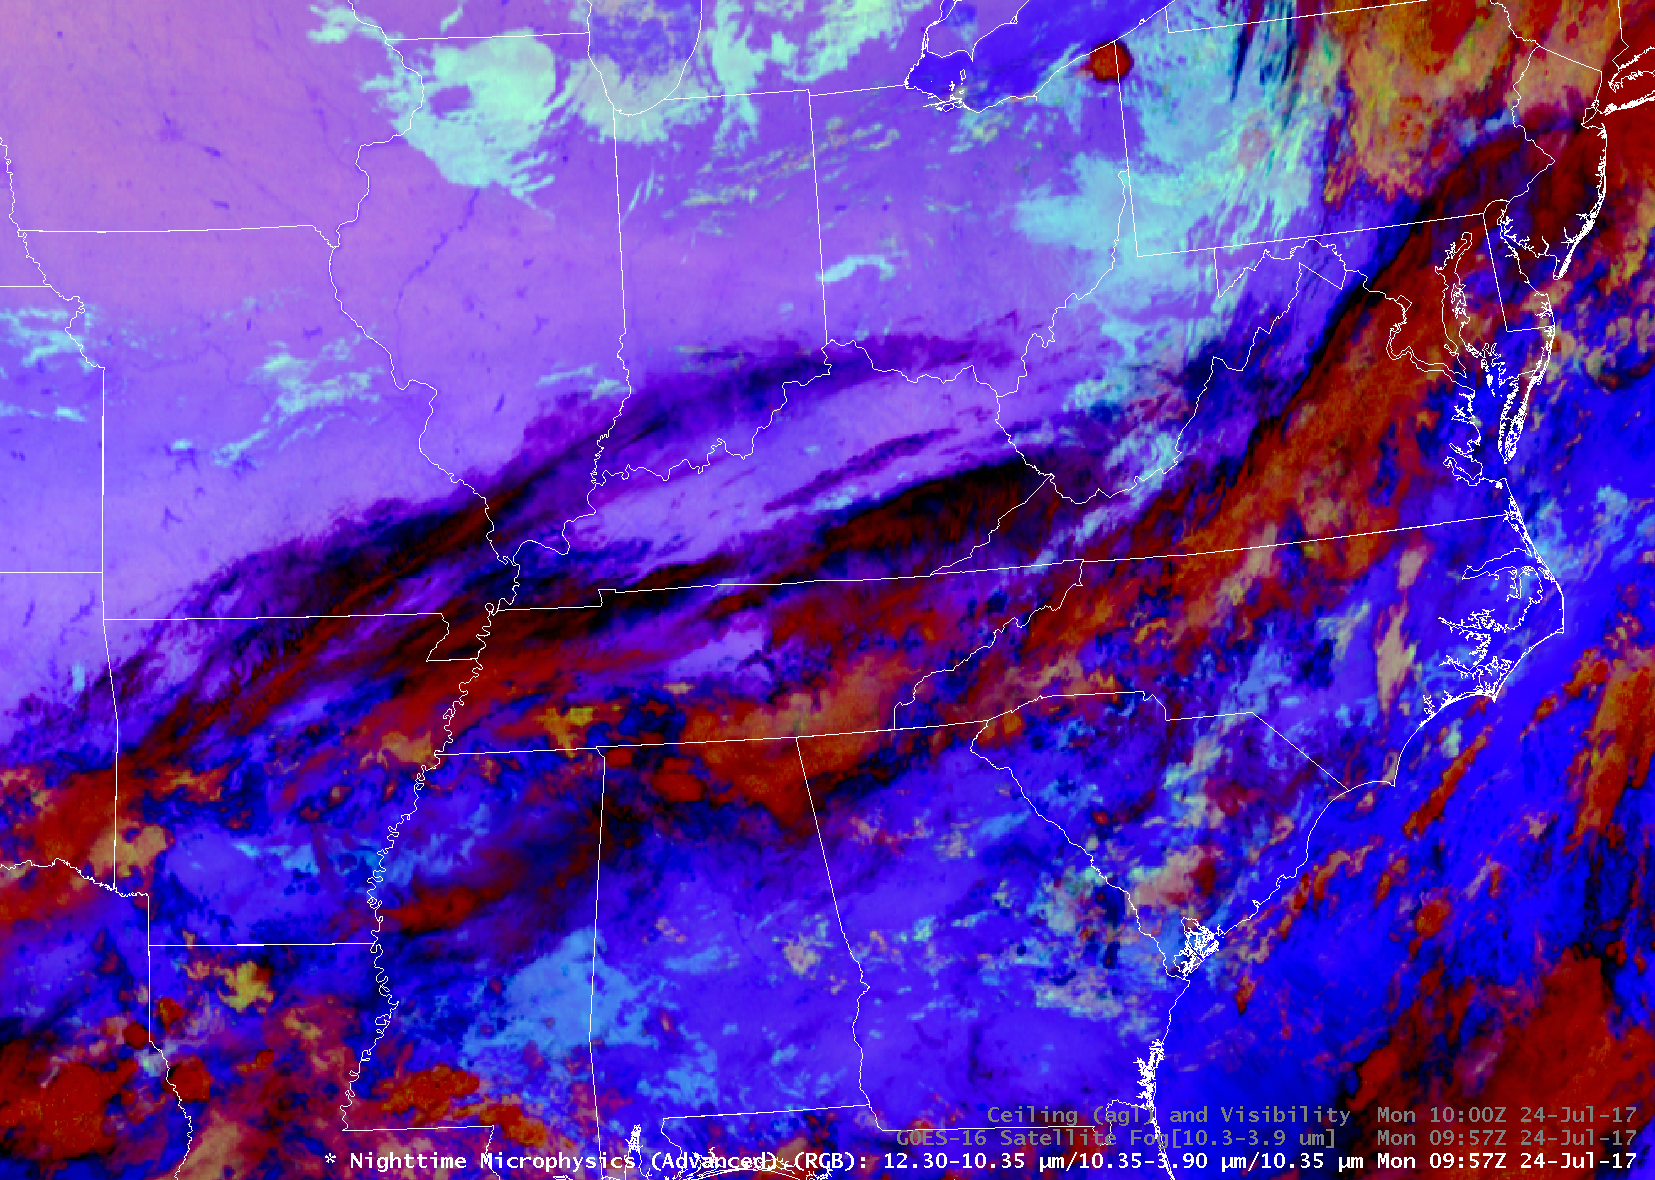 Ceiling (agl) and Visibility Mon 10:00Z 24-Jul-17
GOES-16 Satellite Fog[10.3-3.9 um] Mon 09:57Z 24-Jul-17
* Nighttime Microphysics (Advanced) (RGB): 12.30-10.35 µm/10.35-3.90 µm/10.35 µm Mon 09:57Z 24-Jul-17